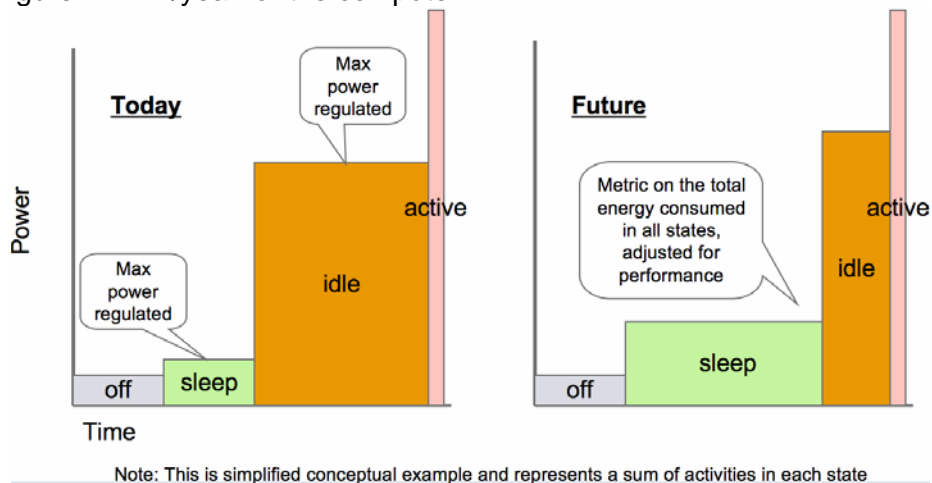 Today
Max
power
regulated
Max
power
regulated
Power
off
sleep
idle
active
Time
Future
Metric on the total
energy consumed
in all states,
adjusted for
performance
off
sleep
idle
active
Note: This is simplified conceptual example and represents a sum of activities in each state